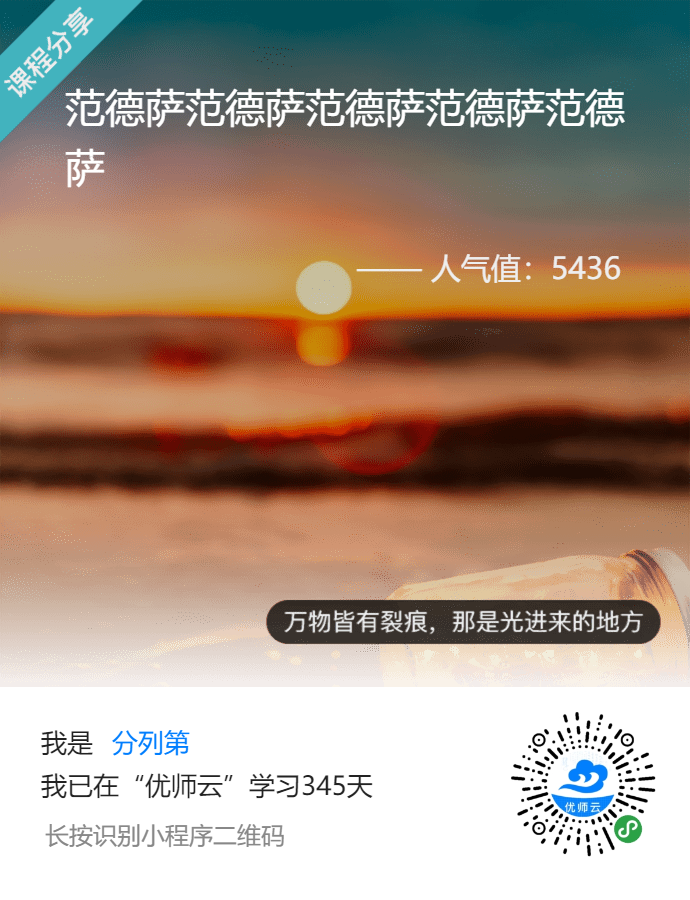 课程分享
范德萨范德萨范德萨范德萨范德
萨
人气值：5436
万物皆有裂痕，那是光进来的地方
我是 分列第
我已在“优师云”学习345天
优师云
长按识别小程序二维码